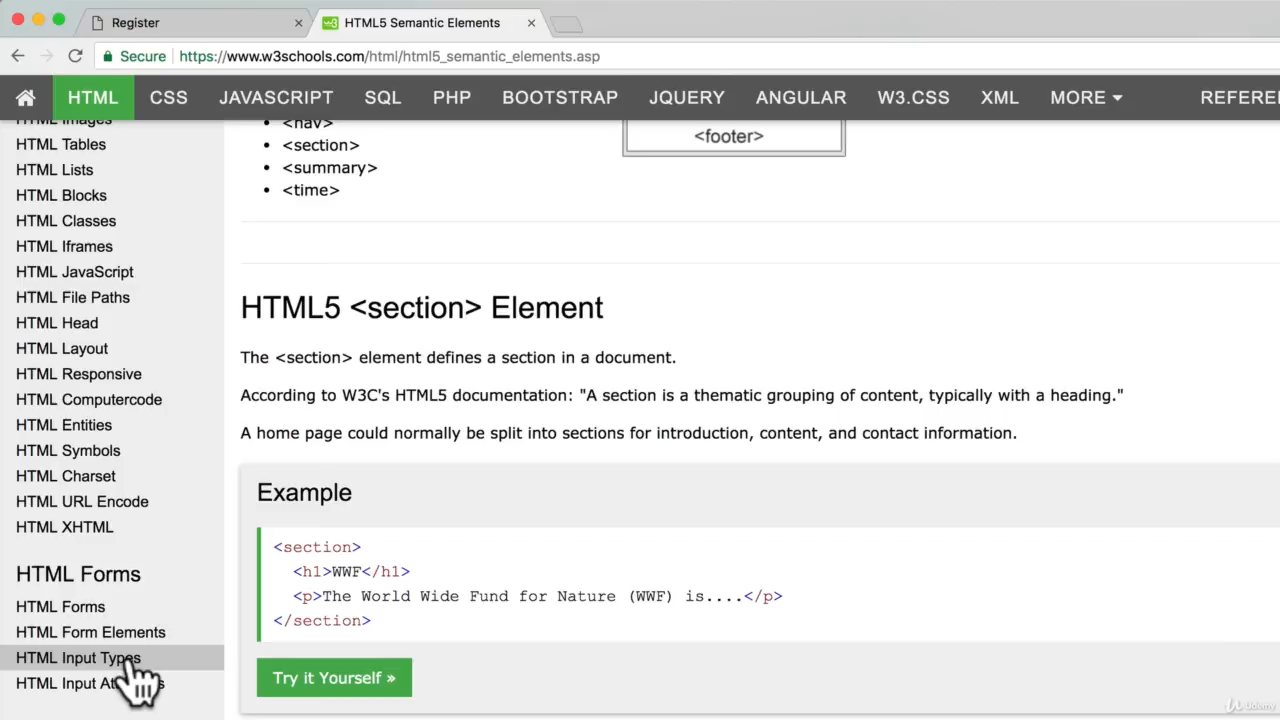 Register
HTML5 Semantic Elements
Secure https://www.w3schools.com/html/html5_semantic_elements.asp
HTML CSS JAVASCRIPT SQL PHP BOOTSTRAP JQUERY ANGULAR W3.CSS XML MORE
HTML Images
HTML Tables
HTML Lists
HTML Blocks
HTML Classes
HTML Iframes
HTML JavaScript
HTML File Paths
HTML Head
HTML Layout
HTML Responsive
HTML Computercode
HTML Entities
HTML Symbols
HTML Charset
HTML URL Encode
HTML XHTML
HTML Forms
HTML Forms
HTML Form Elements
HTML Input Types
HTML Input
• <nav>
• <section>
• <summary>
• <time>
<footer>
HTML5 <section> Element
The <section> element defines a section in a document.
According to W3C's HTML5 documentation: "A section is a thematic grouping of content, typically with a heading."
A home page could normally be split into sections for introduction, content, and contact information.
Example
<section>
<h1>WWF</h1>
<p>The World Wide Fund for Nature (WWF) is....</p>
</section>
Try it Yourself »
Udemy